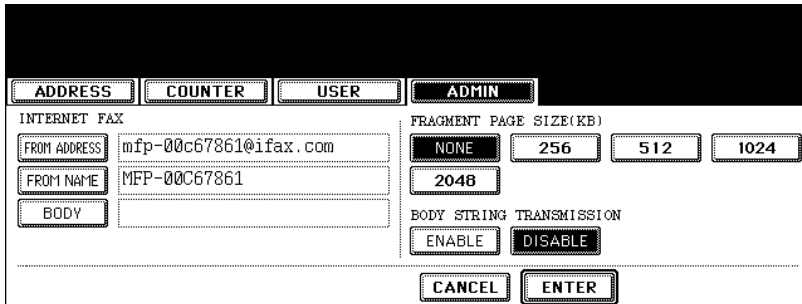 ADDRESS COUNTER USER ADMIN
INTERNET FAX
FROM ADDRESS mfp-00c67861@ifax.com
FROM NAME MFP-00C67861
BODY
FRAGMENT PAGE SIZE(KB)
NONE 256 512 1024
2048
BODY STRING TRANSMISSION
ENABLE DISABLE
CANCEL ENTER